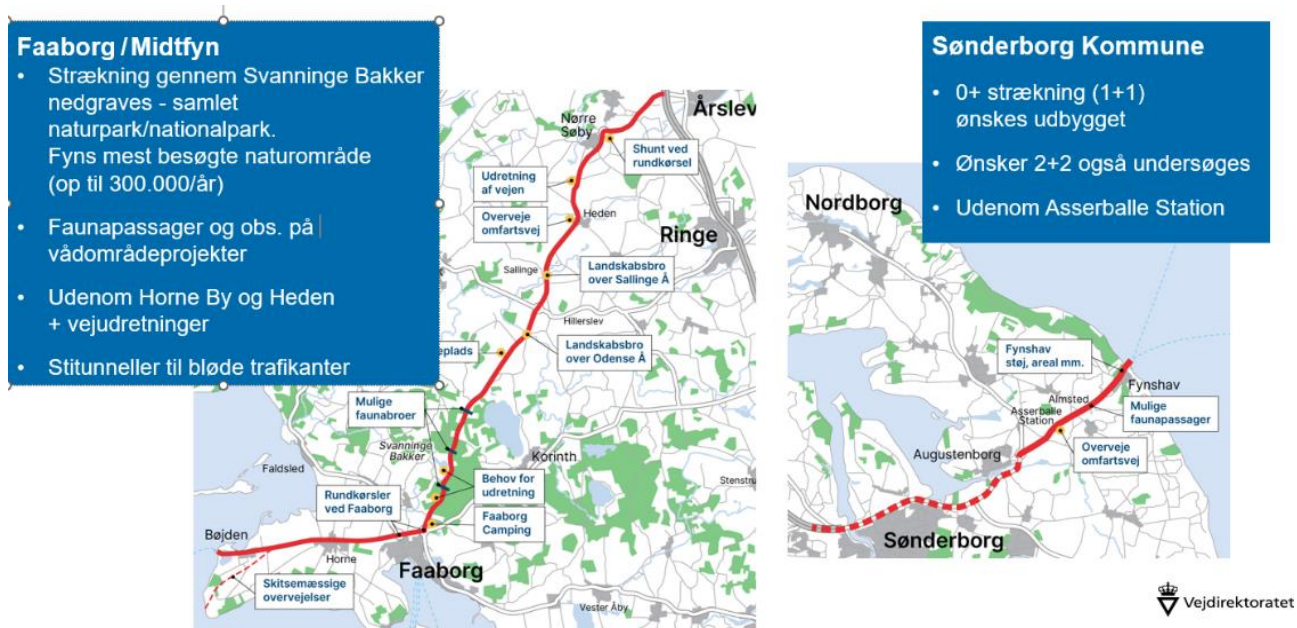 Faaborg / Midtfyn
• Strækning gennem Svanninge Bakker
nedgraves - samlet
naturpark/nationalpark.
Fyns mest besøgte naturområde
(op til 300.000/år)
• Faunapassager og obs. på
vådområdeprojekter
• Udenom Horne By og Heden
+ vejudretninger
• Stitunneller til bløde trafikanter
Årslev
Nørre
Søby
Shunt ved
rundkørsel
Udretning
af vejen
Overveje
omfartsvej
Heden
Ringe
Sallinge
Landskabsbro
over Sallinge Å
Hillerslev
eplads
Landskabsbro
over Odense Å
Mulige
faunabroer
Svanninge
Bakker
Korinth
Faldsled
Stenstru
Rundkørsler
ved Faaborg
Behov for
udretning
Faaborg
Camping
Bøjden
Horne
Faaborg
Skitsemæssige
overvejelser
Vester Åby
Sønderborg Kommune
• 0+ strækning (1+1)
ønskes udbygget
• Ønsker 2+2 også undersøges
• Udenom Asserballe Station
Nordborg
Fynshav
støj, areal mm.
Fynshav
Almsted
Asserballe
Station
Mulige
faunapassager
Augustenborg
Overveje
omfartsvej
Sønderborg
Vejdirektoratet